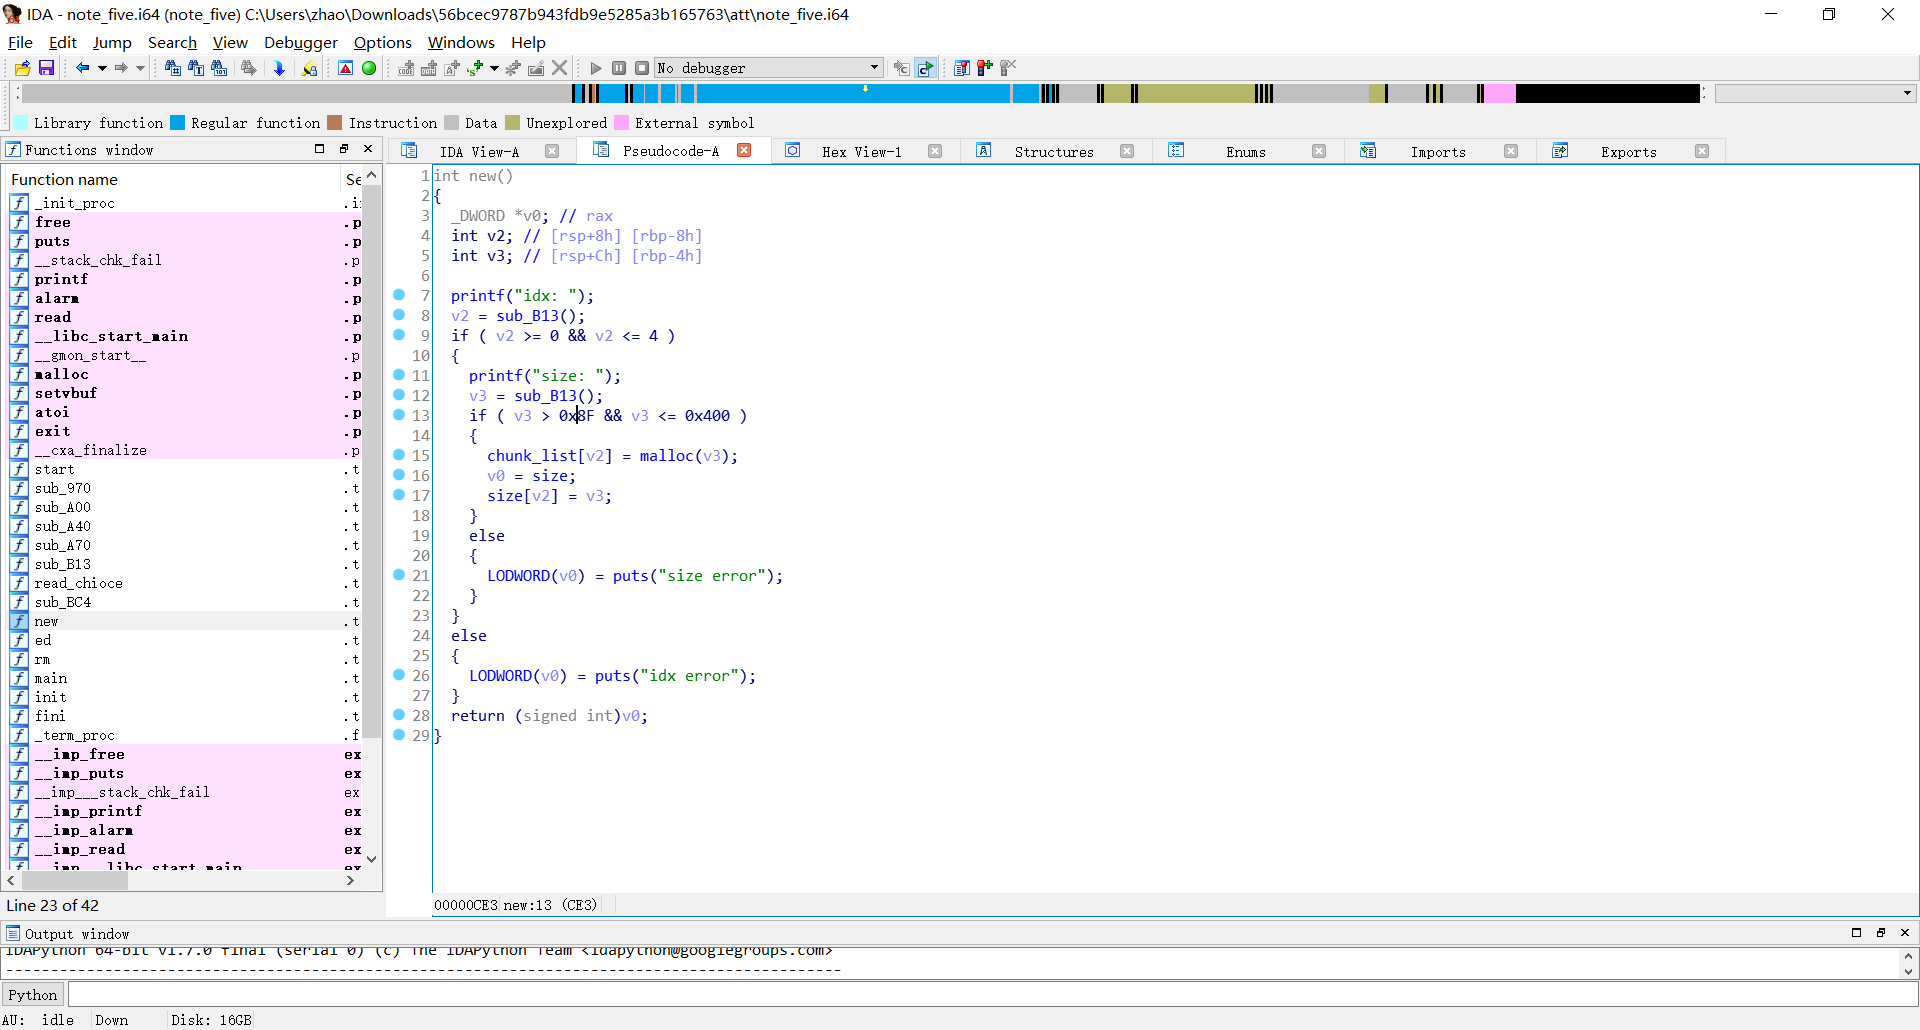 IDA - note_five.i64 (note_five) C:\Users\zhao\Downloads\56bcec9787b943fdb9e5285a3b165763\att\note_five.i64
File Edit Jump Search View Debugger Options Windows Help
No debugger
Library function Regular function Instruction Data Unexplored External symbol
Functions window
IDA View-A Pseudocode-A Hex View-1 Structures Enums Imports Exports
Function name Se
_init_proc .i
free .p
puts .p
__stack_chk_fail .p
printf .p
alarm .p
read .p
__libc_start_main .p
__gmon_start__ .p
malloc .p
setvbuf .p
atoi .p
exit .p
__cxa_finalize .p
start .t
sub_970 .t
sub_A00 .t
sub_A40 .t
sub_A70 .t
sub_B13 .t
read_chioce .t
sub_BC4 .t
new .t
ed .t
rm .t
main .t
init .t
fini .t
_term_proc .f
__imp_free ex
__imp_puts ex
__imp___stack_chk_fail ex
__imp_printf ex
__imp_alarm ex
__imp_read ex
__imp___libc_start_main ex
Line 23 of 42
1 int new()
2 {
3 _DWORD *v0; // rax
4 int v2; // [rsp+8h] [rbp-8h]
5 int v3; // [rsp+Ch] [rbp-4h]
6
7 printf("idx: ");
8 v2 = sub_B13();
9 if ( v2 >= 0 && v2 <= 4 )
10 {
11 printf("size: ");
12 v3 = sub_B13();
13 if ( v3 > 0x8F && v3 <= 0x400 )
14 {
15 chunk_list[v2] = malloc(v3);
16 v0 = size;
17 size[v2] = v3;
18 }
19 else
20 {
21 LODWORD(v0) = puts("size error");
22 }
23 }
24 else
25 {
26 LODWORD(v0) = puts("idx error");
27 }
28 return (signed int)v0;
29 }
00000CE3 new:13 (CE3)
Output window
IDAPython 64-bit v1.7.0 final (serial 0) (c) The IDAPython Team <idapython@googlegroups.com>
---------------------------------------------------------------------------------------------
Python
AU: idle Down Disk: 16GB